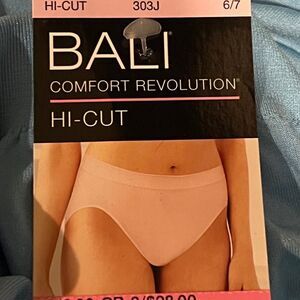 HI-CUT 303J 6/7
BALI
COMFORT REVOLUTION®
HI-CUT